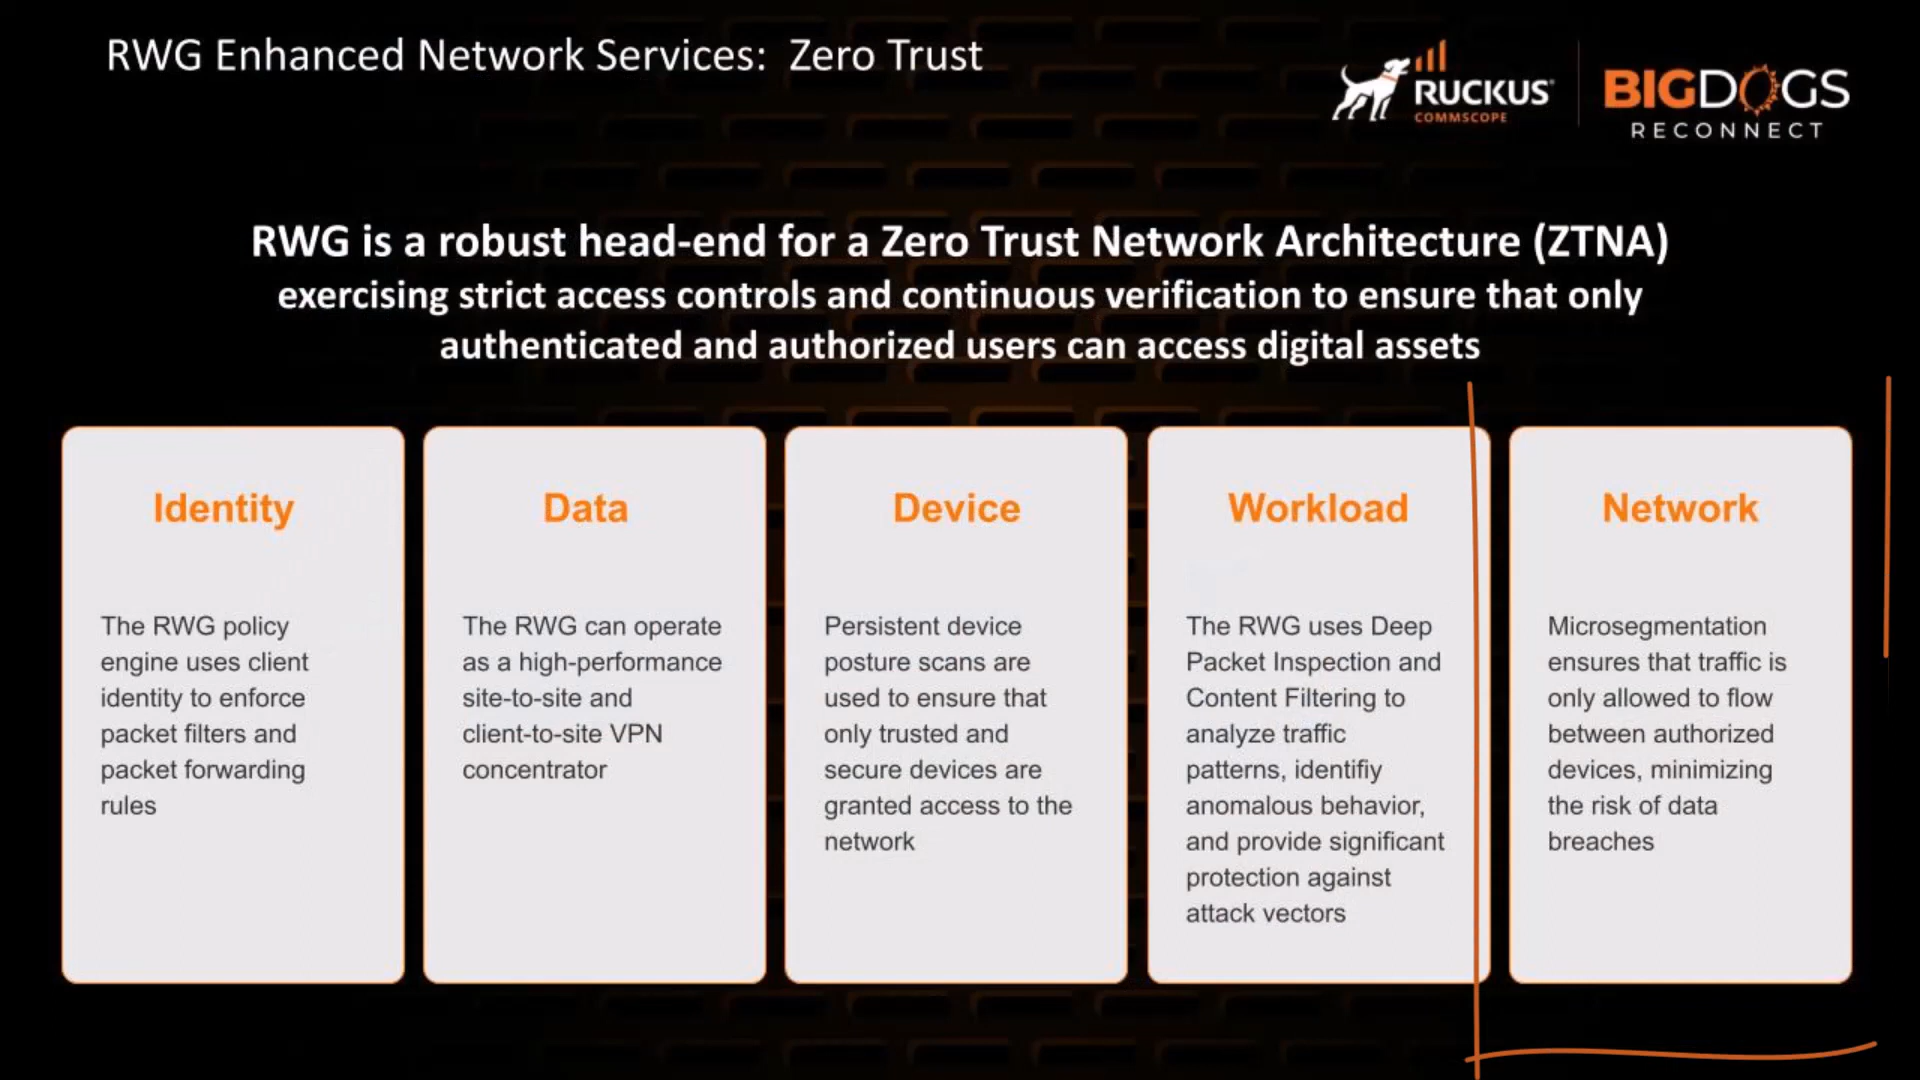 RWG Enhanced Network Services: Zero Trust
RUCKUS
COMMSCOPE
BIGDOGS
RECONNECT
RWG is a robust head-end for a Zero Trust Network Architecture (ZTNA)
exercising strict access controls and continuous verification to ensure that only
authenticated and authorized users can access digital assets
Identity
The RWG policy
engine uses client
identity to enforce
packet filters and
packet forwarding
rules
Data
The RWG can operate
as a high-performance
site-to-site and
client-to-site VPN
concentrator
Device
Persistent device
posture scans are
used to ensure that
only trusted and
secure devices are
granted access to the
network
Workload
The RWG uses Deep
Packet Inspection and
Content Filtering to
analyze traffic
patterns, identifiy
anomalous behavior,
and provide significant
protection against
attack vectors
Network
Microsegmentation
ensures that traffic is
only allowed to flow
between authorized
devices, minimizing
the risk of data
breaches